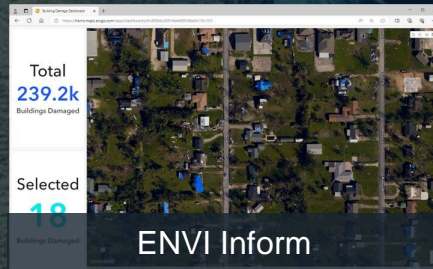 Building Damage Dashboard
Total
239.2k
Buildings Damaged
Selected
18
Buildings Damaged
ENVI Inform